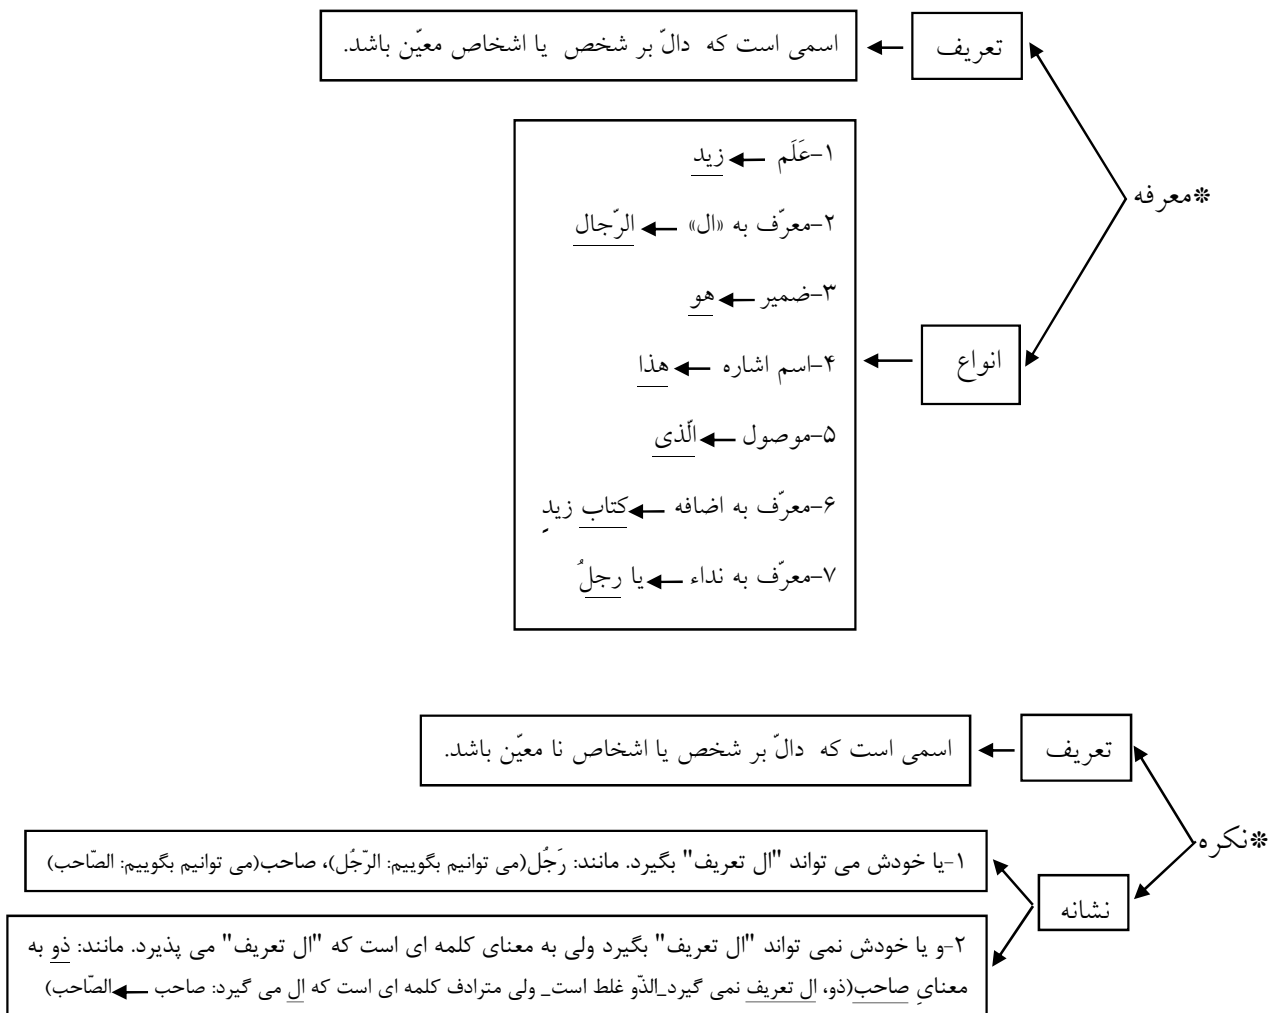 ❊معرفه
تعریف
اسمی است که دالّ بر شخص یا اشخاص معیّن باشد.
انواع
۱-عَلَم زید
۲-معرّف به «ال» الرّجال
۳-ضمیر هو
۴-اسم اشاره هذا
۵-موصول الّذی
۶-معرّف به اضافه کتاب زیدٍ
۷-معرّف به نداء یا رجلُ
❊نکره
تعریف
اسمی است که دالّ بر شخص یا اشخاص نا معیّن باشد.
نشانه
۱-یا خودش می تواند "ال تعریف" بگیرد. مانند: رَجُل(می توانیم بگوییم: الرّجُل)، صاحب(می توانیم بگوییم: الصّاحب)
۲-و یا خودش نمی تواند "ال تعریف" بگیرد ولی به معنای کلمه ای است که "ال تعریف" می پذیرد. مانند: ذو به
معنایِ صاحب(ذو، ال تعریف نمی گیرد_الذّو غلط است_ ولی مترادف کلمه ای است که ال می گیرد: صاحب الصّاحب)